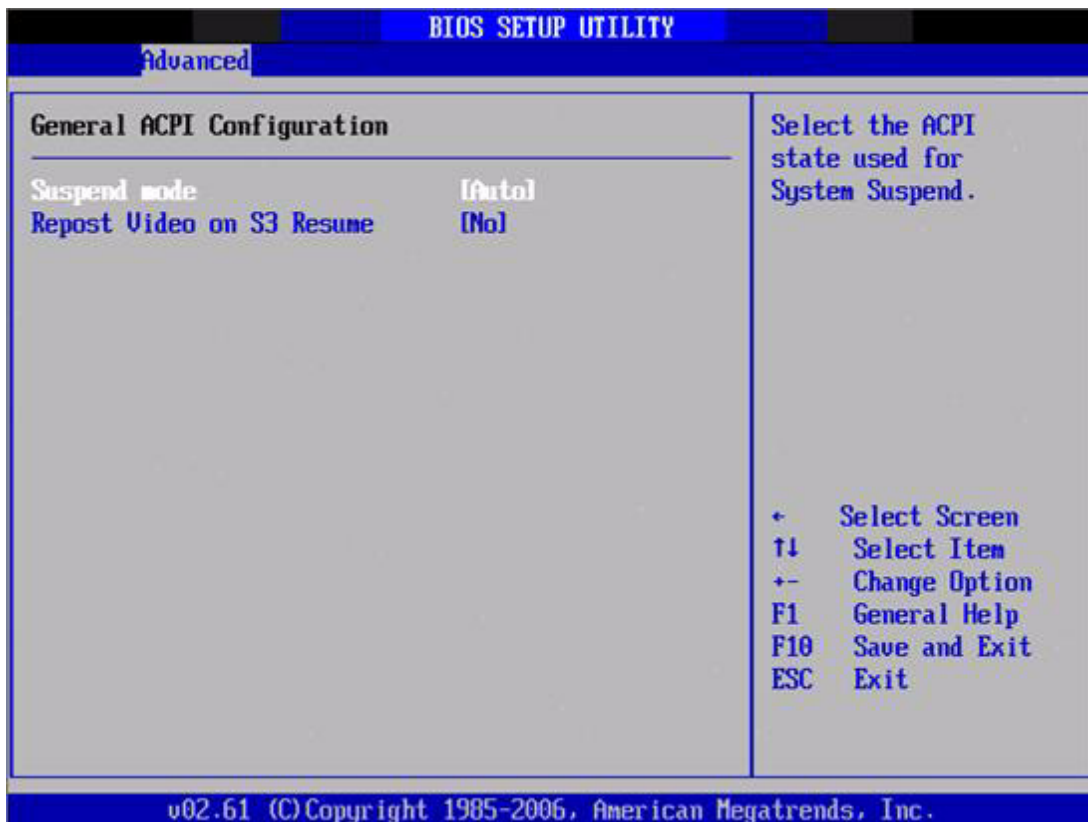 BIOS SETUP UTILITY
Advanced
General ACPI Configuration
Suspend mode [Auto]
Repost Video on S3 Resume [No]
Select the ACPI
state used for
System Suspend.
← Select Screen
↑↓ Select Item
+- Change Option
F1 General Help
F10 Save and Exit
ESC Exit
v02.61 (C)Copyright 1985-2006, American Megatrends, Inc.